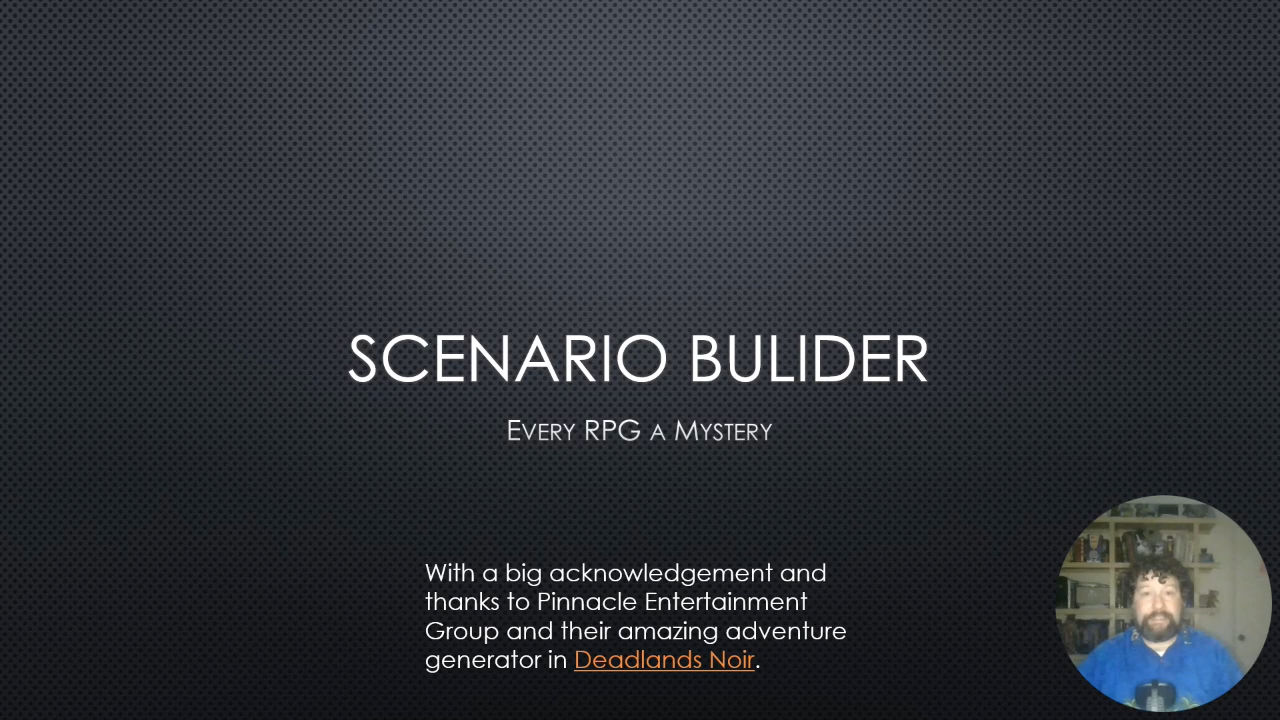 SCENARIO BULIDER
EVERY RPG A MYSTERY
With a big acknowledgement and
thanks to Pinnacle Entertainment
Group and their amazing adventure
generator in Deadlands Noir.